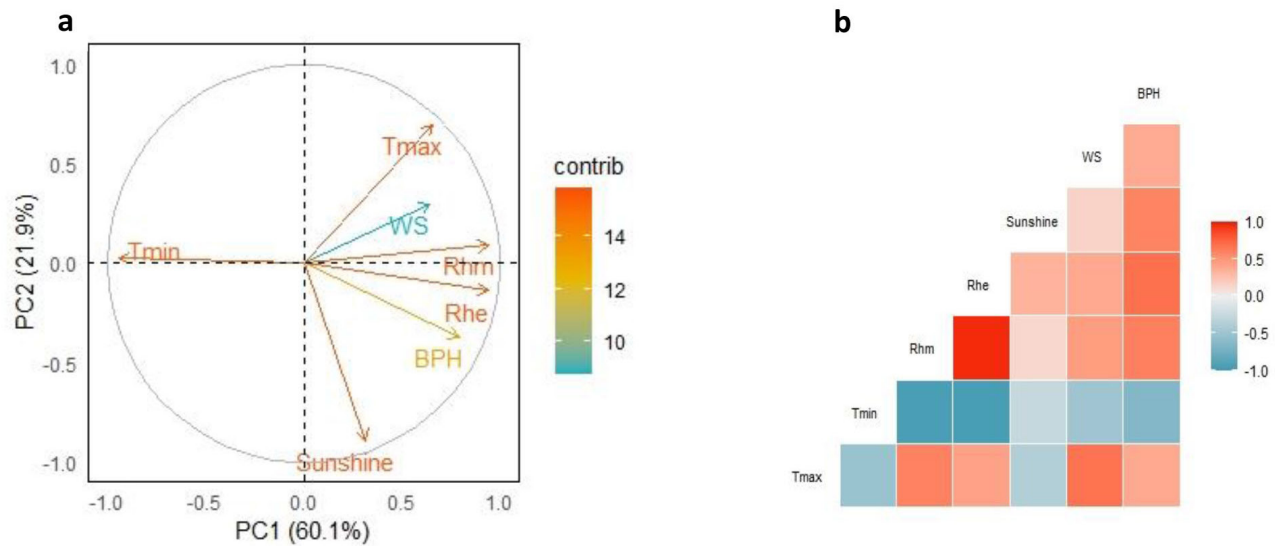 a
b
1.0
0.5
0.0
-0.5
-1.0
PC2 (21.9%)
Tmax
WS
Tmin
Rhm
Rhe
BPH
Sunshine
-1.0
-0.5
0.0
0.5
1.0
PC1 (60.1%)
contrib
14
12
10
BPH
WS
Sunshine
Rhe
Rhm
Tmin
Tmax
1.0
0.5
0.0
-0.5
-1.0